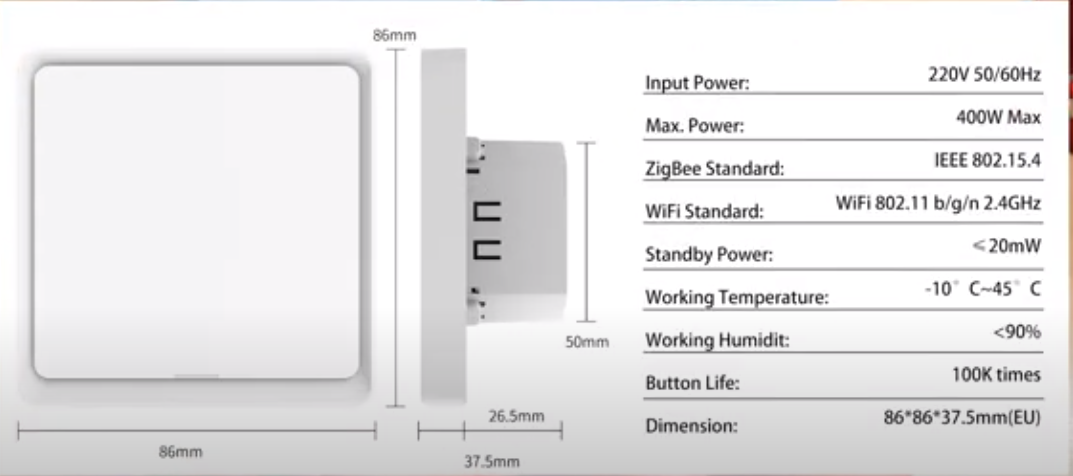 86mm
50mm
26.5mm
37.5mm
86mm
Input Power: 220V 50/60Hz
Max. Power: 400W Max
ZigBee Standard: IEEE 802.15.4
WiFi Standard: WiFi 802.11 b/g/n 2.4GHz
Standby Power: ≤20mW
Working Temperature: -10° C~45° C
Working Humidit: <90%
Button Life: 100K times
Dimension: 86*86*37.5mm(EU)